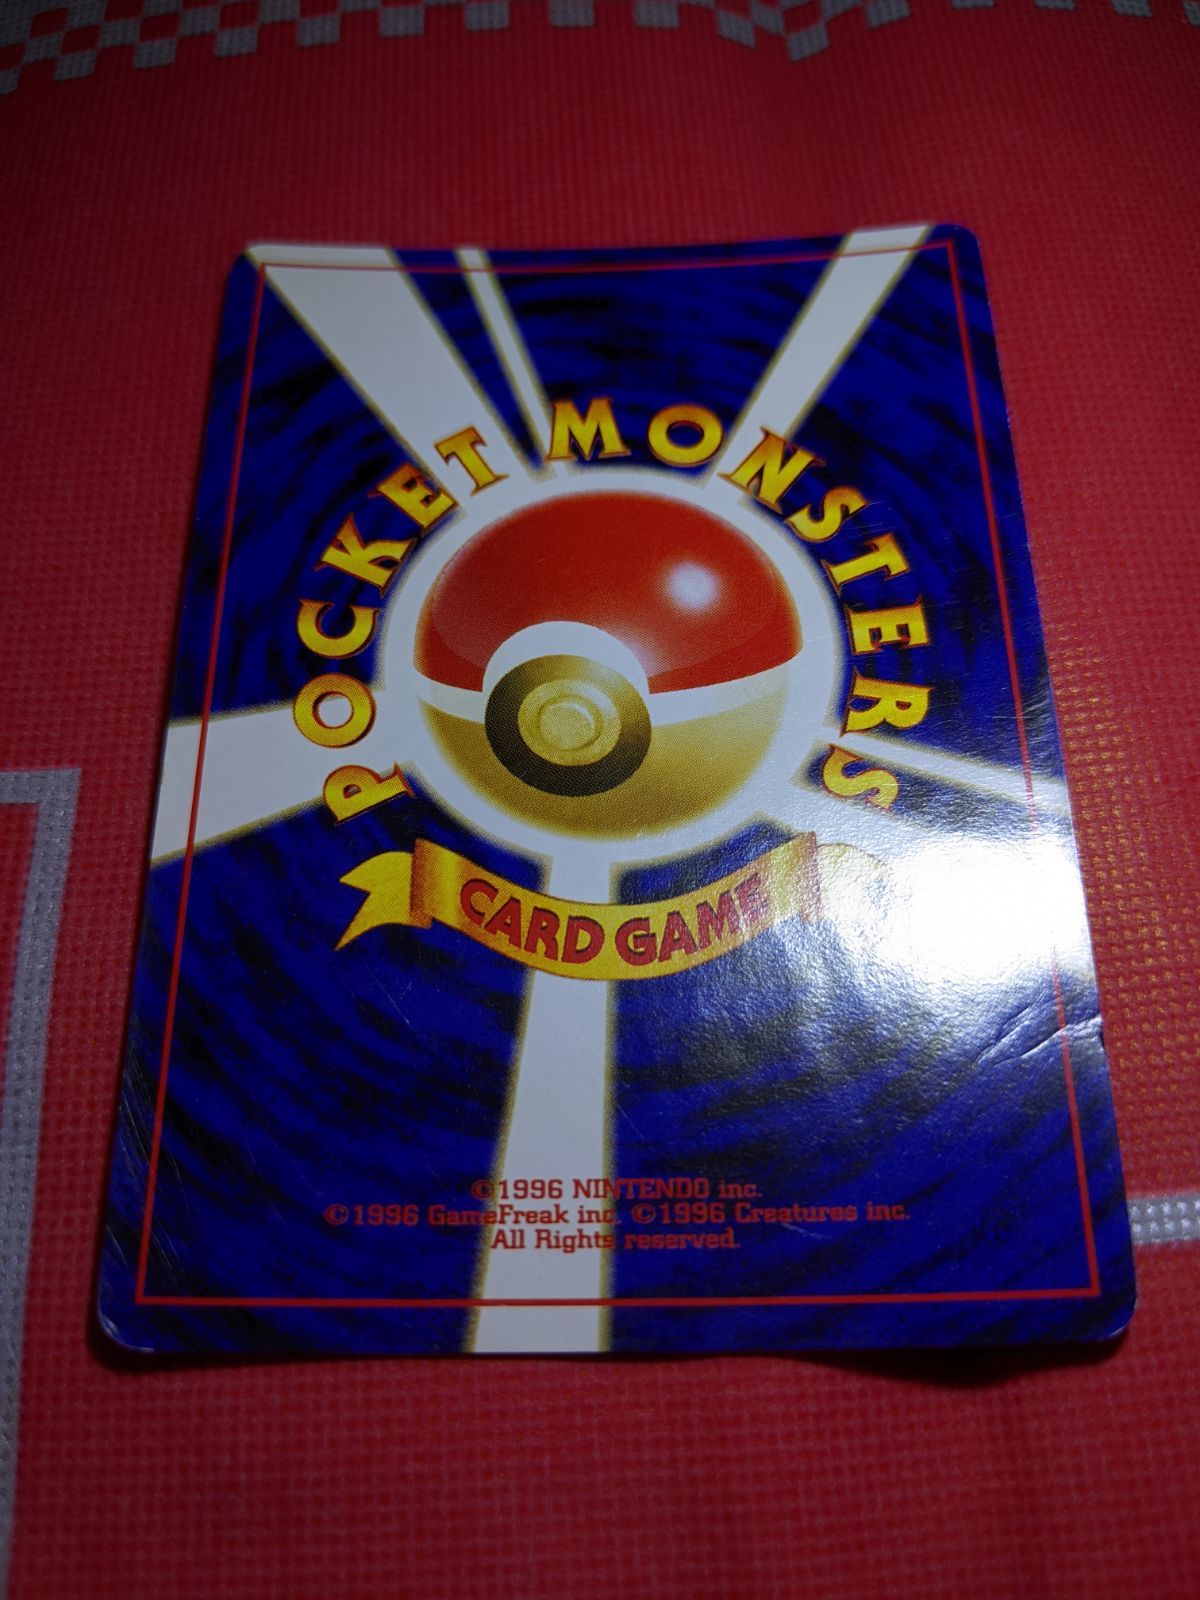 POCKET MONSTERS
CARD GAME
©1996 NINTENDO inc.
©1996 GameFreak inc. ©1996 Creatures inc.
All Rights reserved.